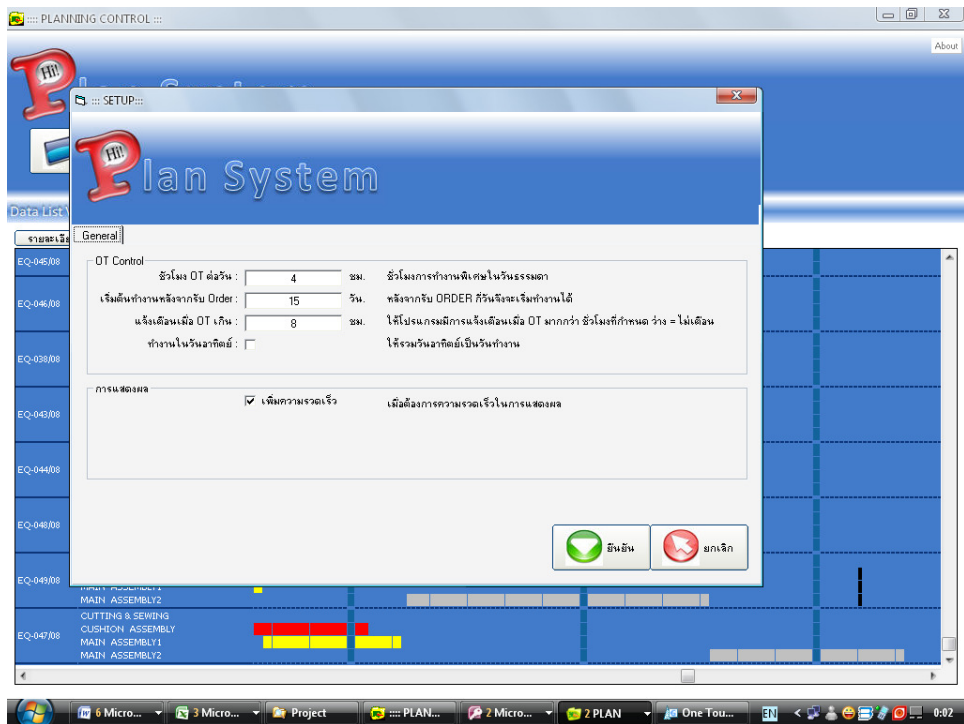 :::: PLANNING CONTROL :::
About
Hi!
::: SETUP:::
Hi! Plan System
Data List
รายละเอีย
General
OT Control
ชั่วโมง OT ต่อวัน : 4 ชม. ชั่วโมงการทำงานพิเศษในวันธรรมดา
เริ่มต้นทำงานหลังจากรับ Order : 15 วัน. หลังจากรับ ORDER กี่วันจึงจะเริ่มทำงานได้
แจ้งเตือนเมื่อ OT เกิน : 8 ชม. ให้โปรแกรมมีการแจ้งเตือนเมื่อ OT มากกว่า ชั่วโมงที่กำหนด ว่าง = ไม่เตือน
ทำงานในวันอาทิตย์ : ให้รวมวันอาทิตย์เป็นวันทำงาน
การแสดงผล
เพิ่มความรวดเร็ว เมื่อต้องการความรวดเร็วในการแสดงผล
ยืนยัน ยกเลิก
EQ-045/08
EQ-046/08
EQ-038/08
EQ-043/08
EQ-044/08
EQ-048/08
EQ-049/08
MAIN ASSEMBLY1
MAIN ASSEMBLY2
EQ-047/08
CUTTING & SEWING
CUSHION ASSEMBLY
MAIN ASSEMBLY1
MAIN ASSEMBLY2
6 Micro... 3 Micro... Project :::: PLAN... 2 Micro... 2 PLAN One Tou... EN 0:02